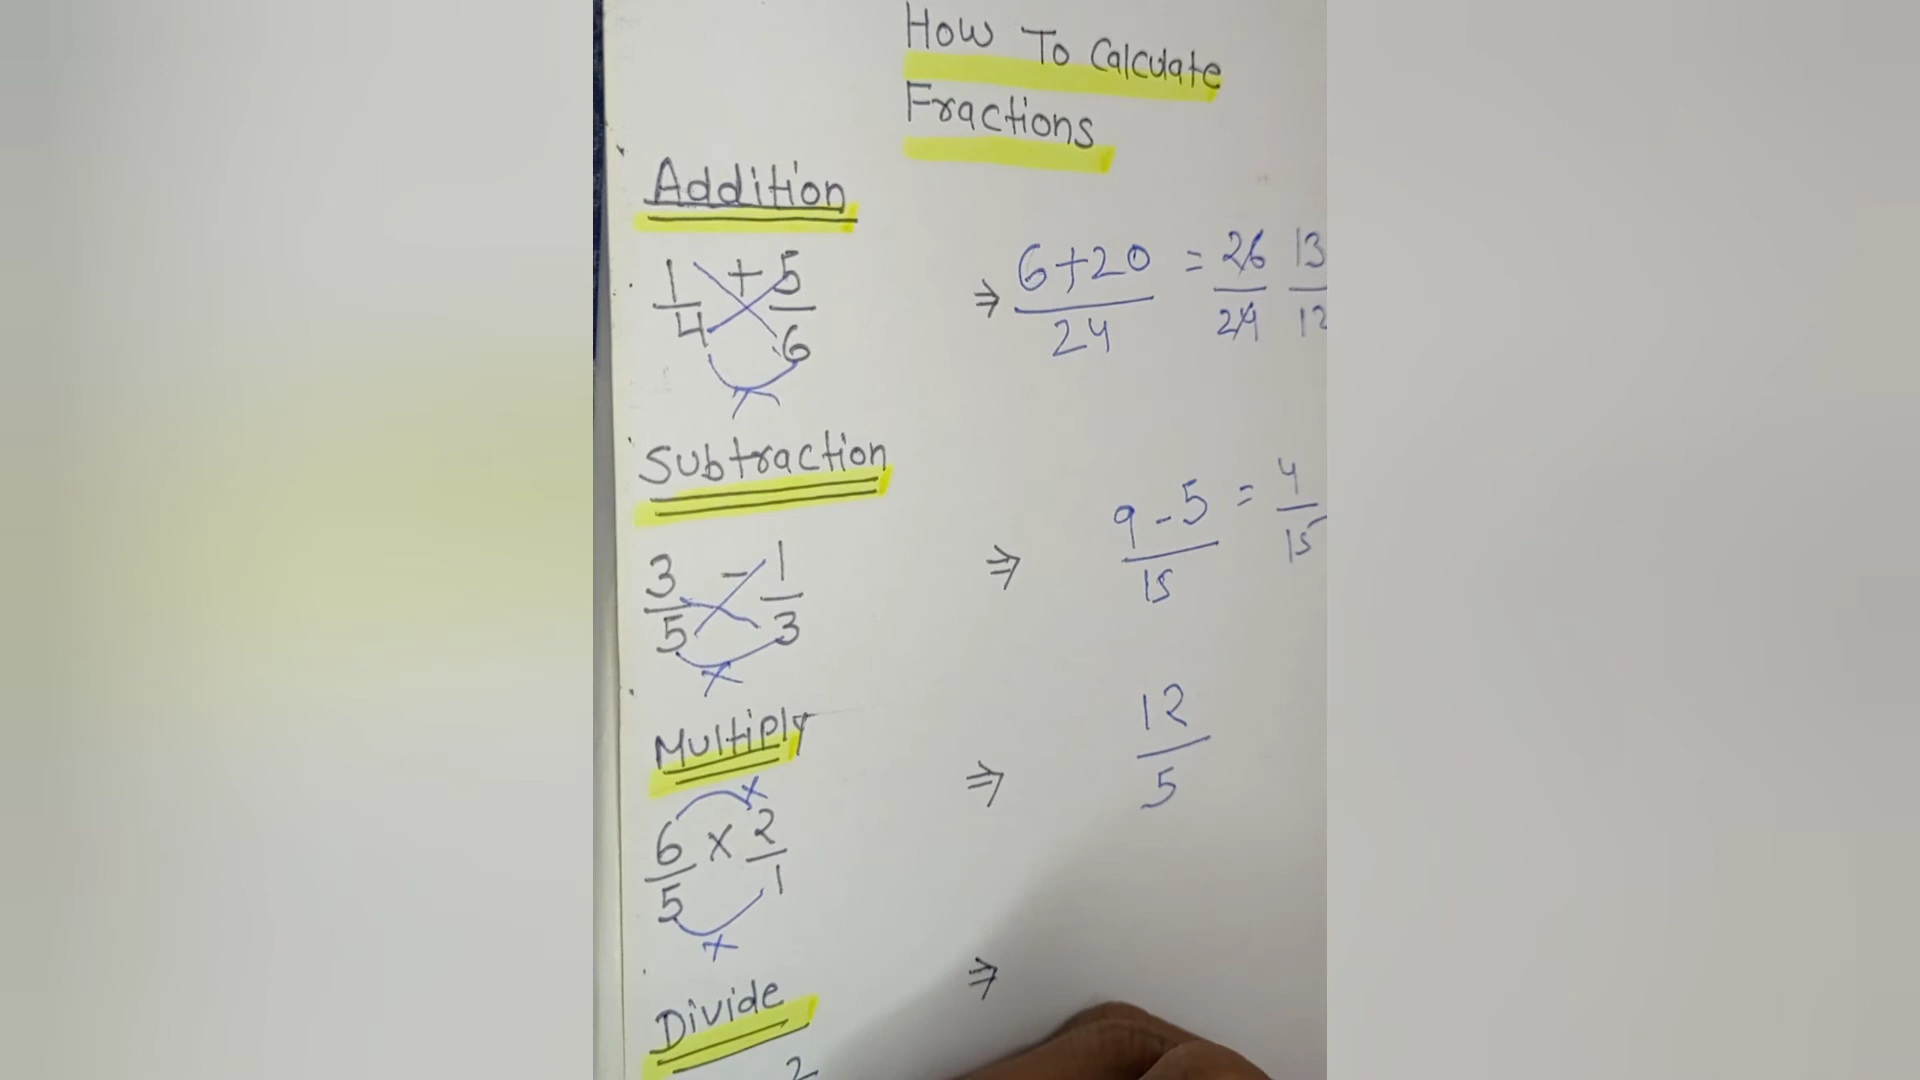 How To Calculate
Fractions
Addition
1/4 + 5/6 ⇒ 6+20/24 = 26/24 13/12
Subtraction
3/5 - 1/3 ⇒ 9-5/15 = 4/15
Multiply
6/5 x 2/1 ⇒ 12/5
Divide ⇒
2